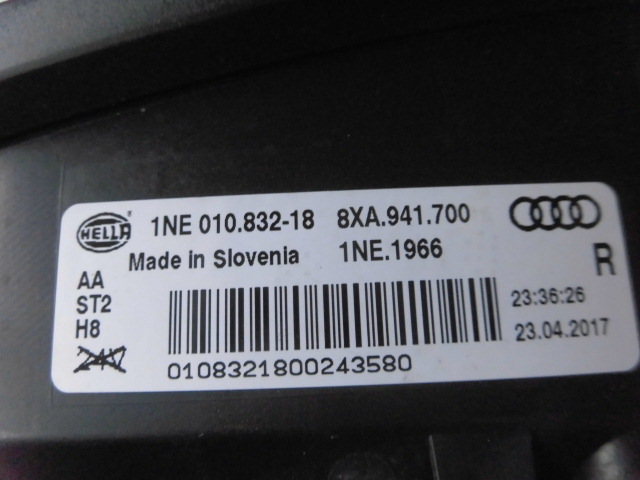 HELLA ® 1NE 010.832-18 8XA.941.700
Made in Slovenia 1NE.1966
R
AA
ST2
H8
23:36:26
23.04.2017
0108321800243580